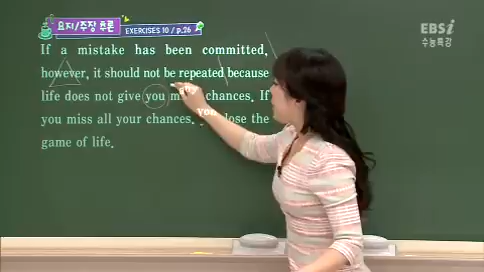 요지/주장 추론
EXERCISES 10 / p.26
EBSi
수능특강
If a mistake has been committed,
however, it should not be repeated because
life does not give you chances. If
you miss all your chances, lose the
game of life.